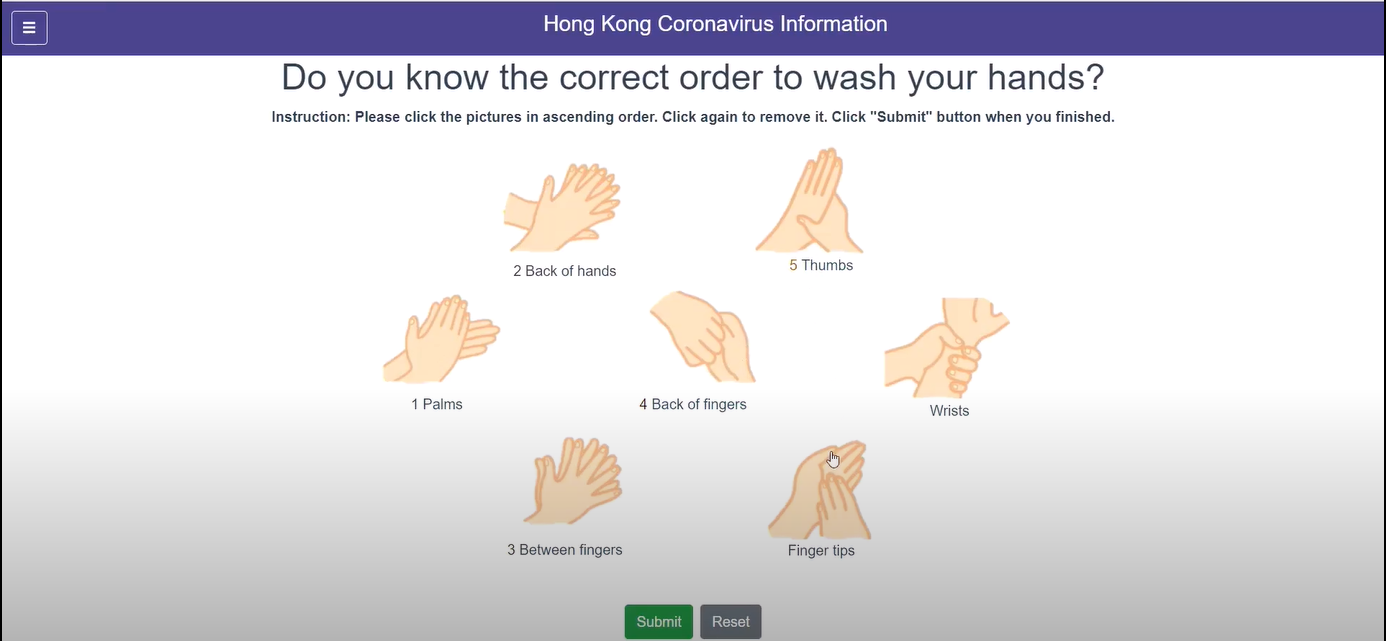 Hong Kong Coronavirus Information
Do you know the correct order to wash your hands?
Instruction: Please click the pictures in ascending order. Click again to remove it. Click "Submit" button when you finished.
2 Back of hands
5 Thumbs
1 Palms
4 Back of fingers
Wrists
3 Between fingers
Finger tips
Submit
Reset